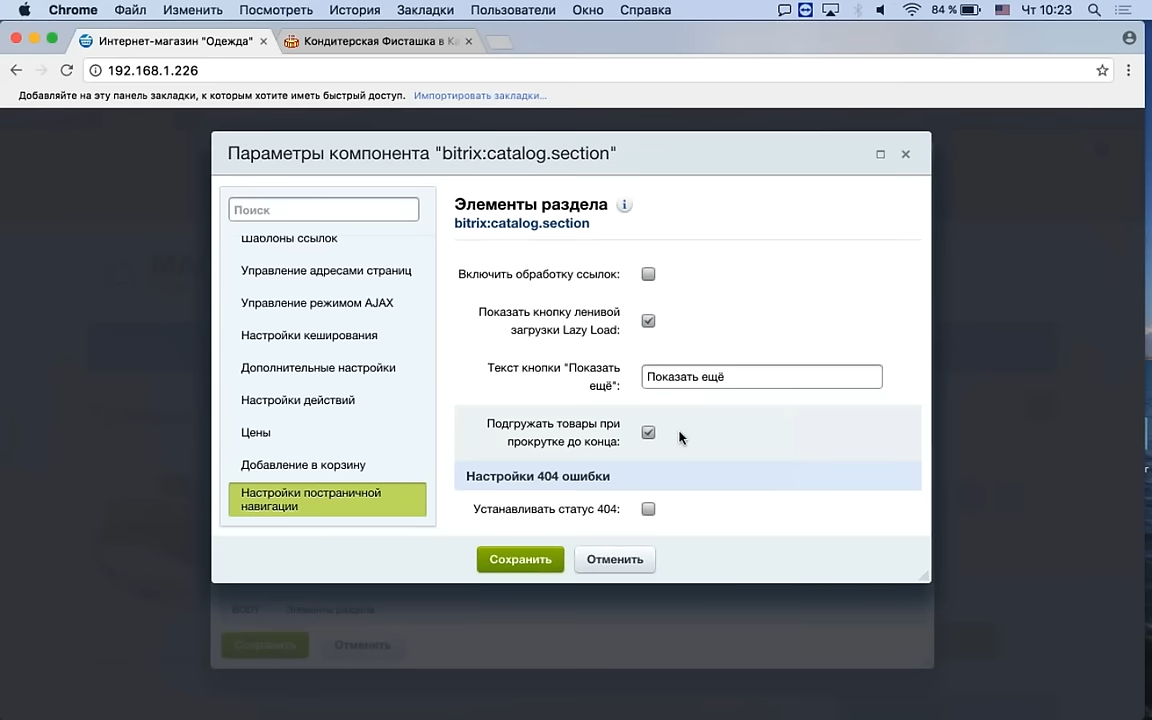 Chrome Файл Изменить Посмотреть История Закладки Пользователи Окно Справка 84 % Чт 10:23
Интернет-магазин "Одежда" × Кондитерская Фисташка в Ка ×
192.168.1.226
Добавляйте на эту панель закладки, к которым хотите иметь быстрый доступ. Импортировать закладки...
Параметры компонента "bitrix:catalog.section"
Поиск
Шаблоны ссылок
Управление адресами страниц
Управление режимом AJAX
Настройки кеширования
Дополнительные настройки
Настройки действий
Цены
Добавление в корзину
Настройки постраничной
навигации
Элементы раздела
bitrix:catalog.section
Включить обработку ссылок:
Показать кнопку ленивой
загрузки Lazy Load:
Текст кнопки "Показать
ещё":
Показать ещё
Подгружать товары при
прокрутке до конца:
Настройки 404 ошибки
Устанавливать статус 404:
Сохранить Отменить
BODY Элементы раздела
Сохранить Отменить